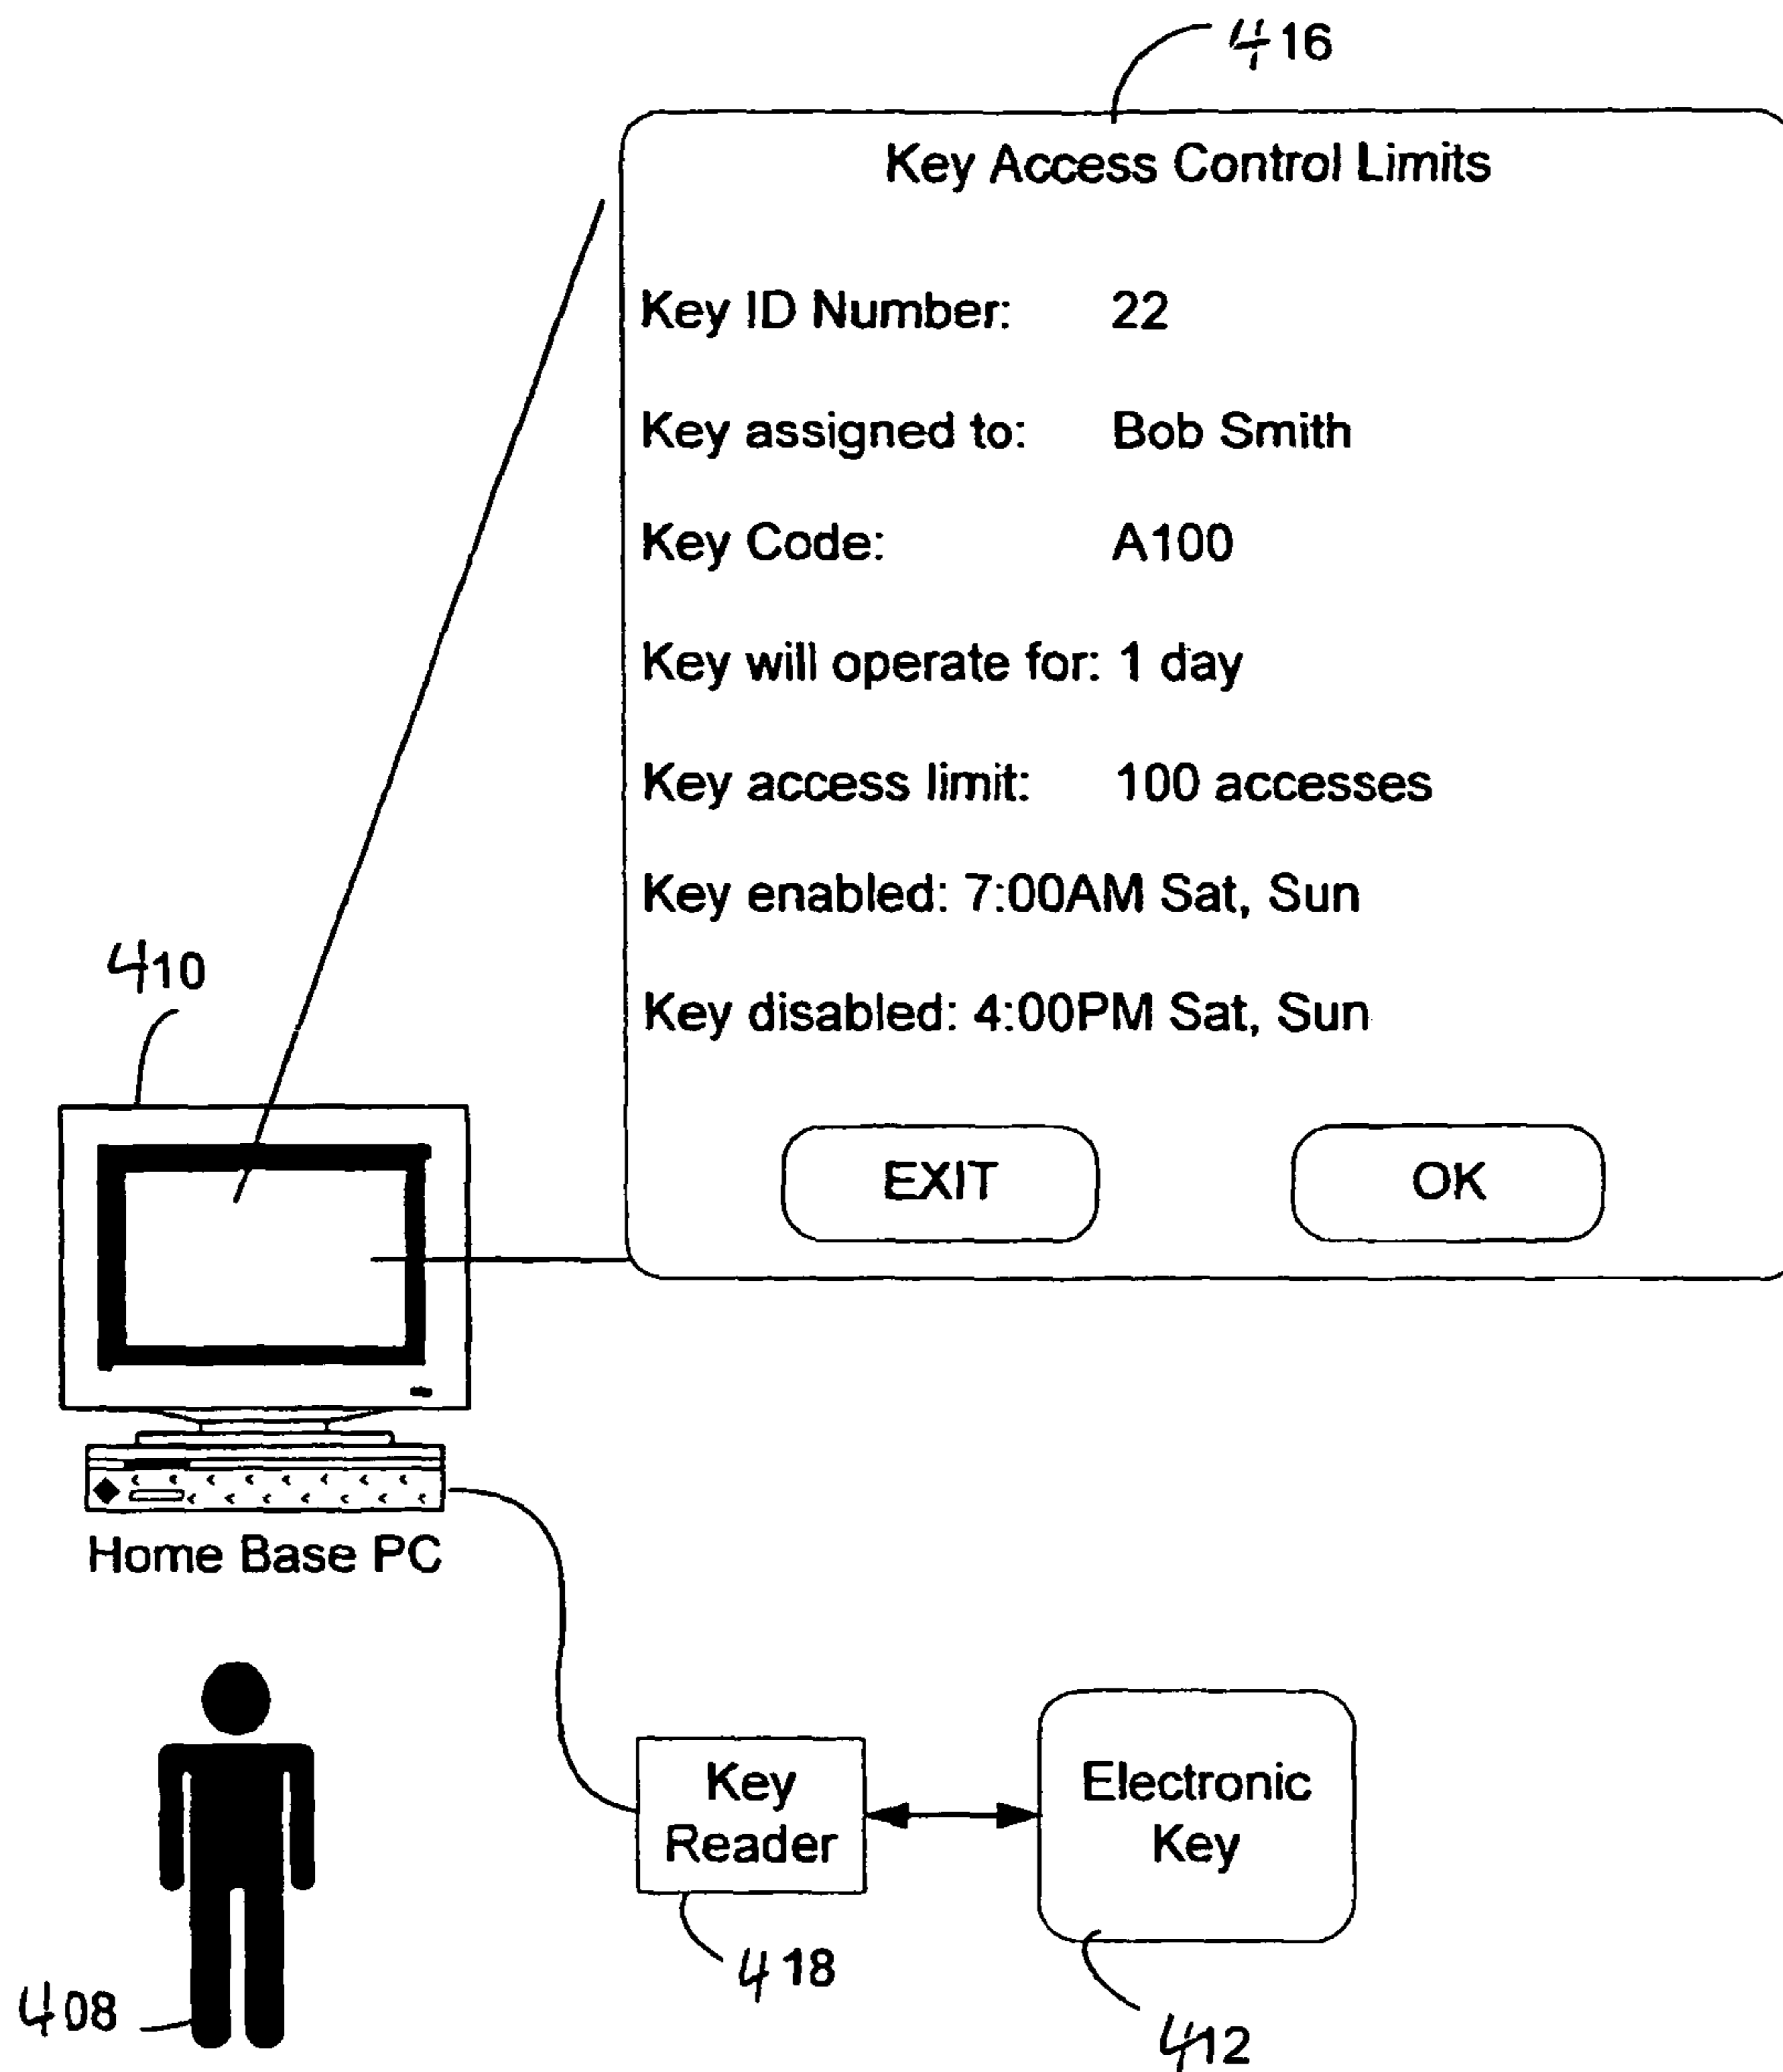 416
Key Access Control Limits
Key ID Number: 22
Key assigned to: Bob Smith
Key Code: A100
Key will operate for: 1 day
Key access limit: 100 accesses
Key enabled: 7:00AM Sat, Sun
Key disabled: 4:00PM Sat, Sun
EXIT OK
410
Home Base PC
Key
Reader
Electronic
Key
418
408
412